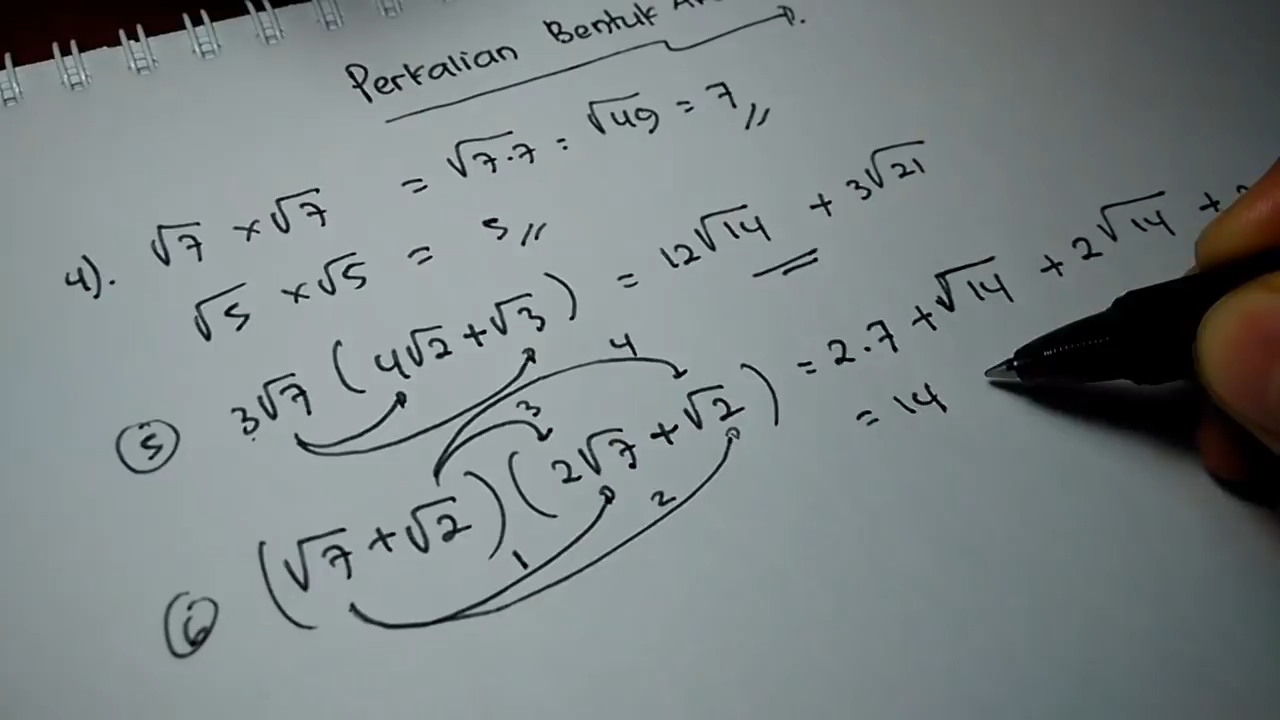 Perkalian Bentuk
4). √7 × √7 = √7.7 = √49 = 7 //
√5 × √5 = 5 //
⑤ 3√7 (4√2 + √3) = 12√14 + 3√21
⑥ (√7 + √2) (2√7 + √2) = 2.7 + √14 + 2√14 +
= 14
1 2 3 4